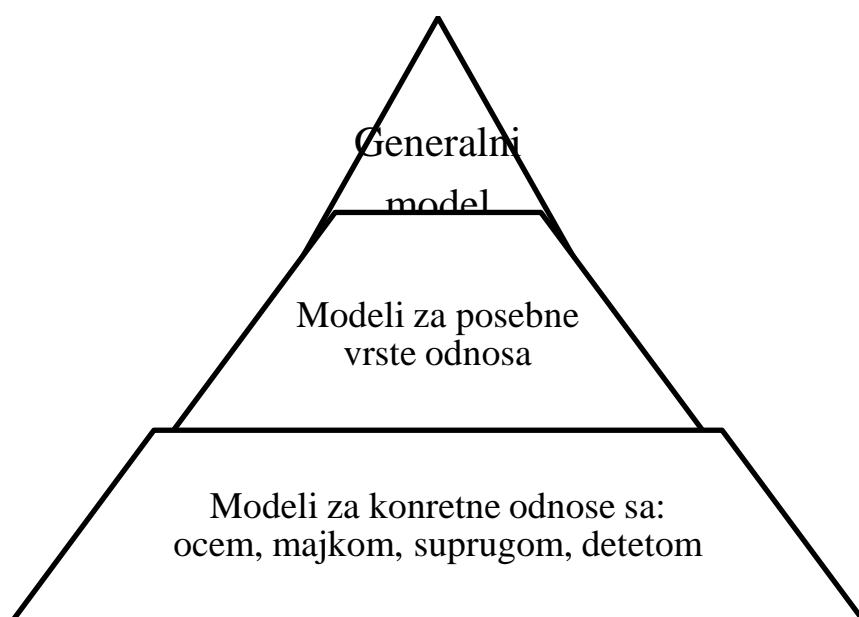 Generalni
model
Modeli za posebne
vrste odnosa
Modeli za konretne odnose sa:
ocem, majkom, suprugom, detetom